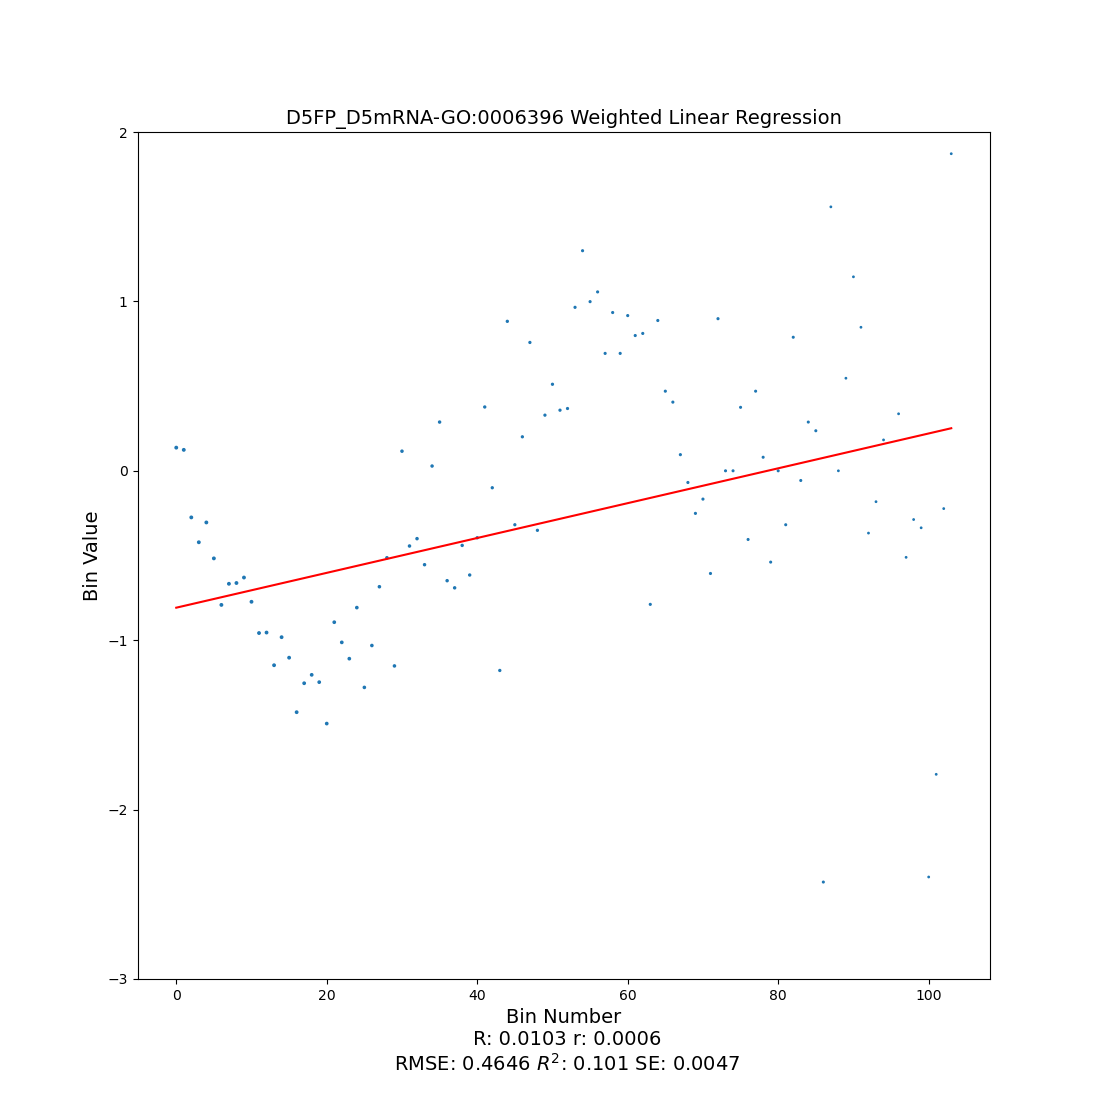 D5FP_D5mRNA-GO:0006396 Weighted Linear Regression
2
1
0
−1
−2
−3
Bin Value
0 20 40 60 80 100
Bin Number
R: 0.0103 r: 0.0006
RMSE: 0.4646 R²: 0.101 SE: 0.0047